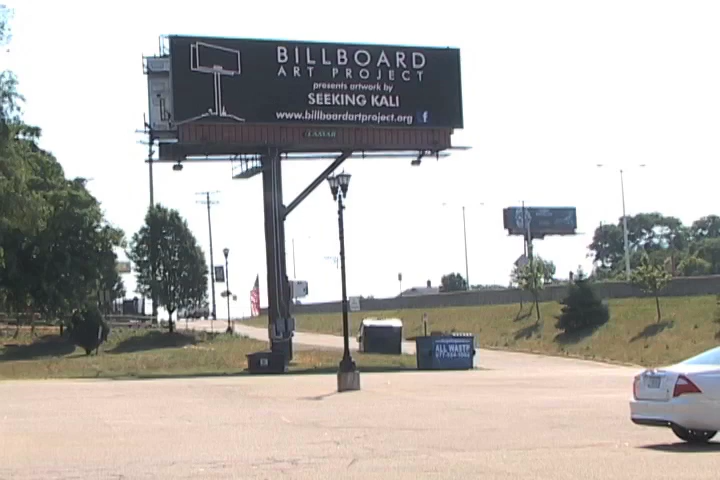 BILLBOARD
ART PROJECT
presents artwork by
SEEKING KALI
www.billboardartproject.org f
LAMAR
ALL WASTE